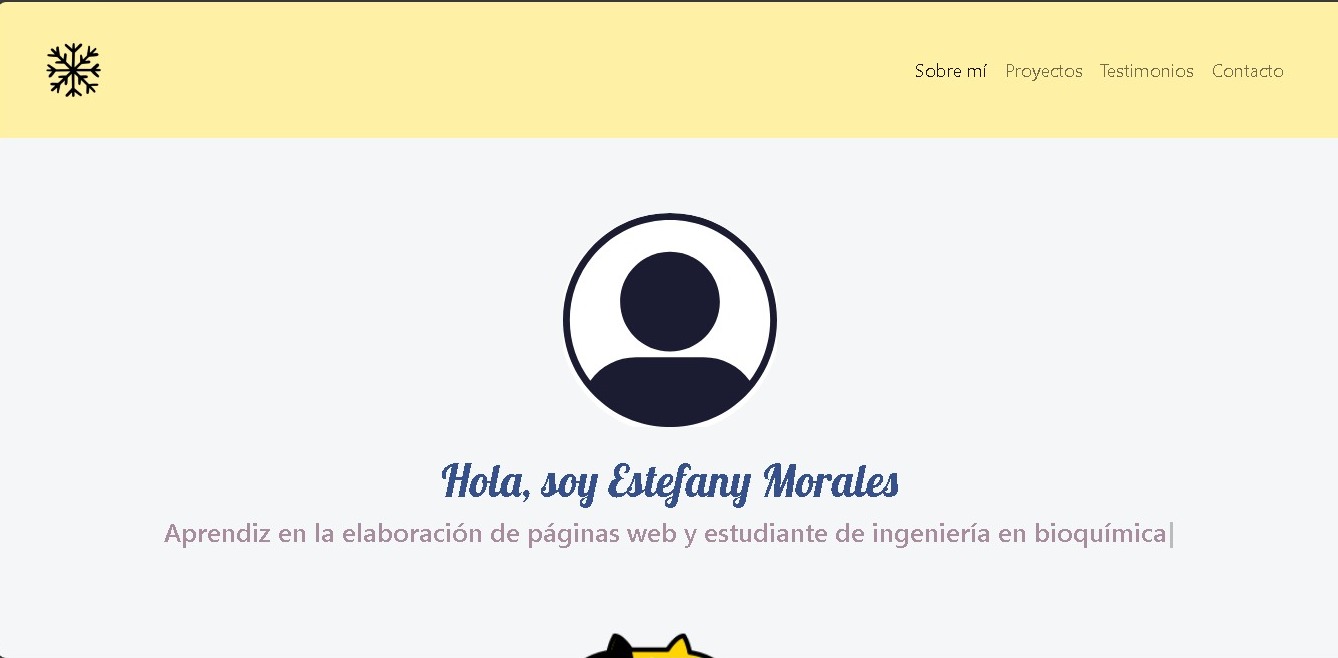 Sobre mí Proyectos Testimonios Contacto
Hola, soy Estefany Morales
Aprendiz en la elaboración de páginas web y estudiante de ingeniería en bioquímica|